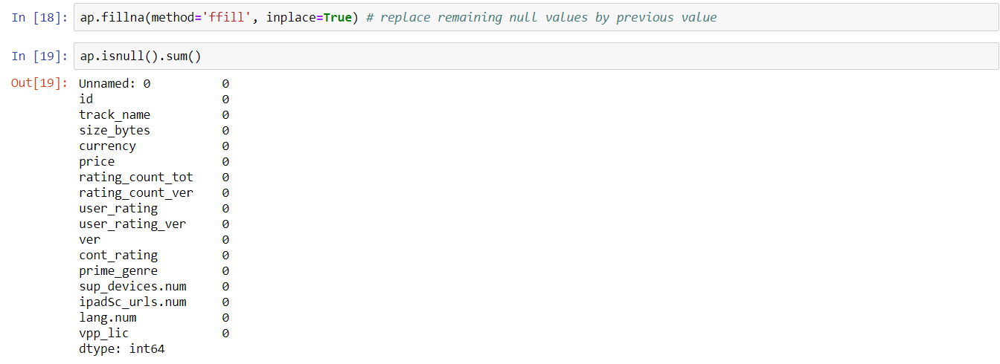 In [18]: ap.fillna(method='ffill', inplace=True) # replace remaining null values by previous value
In [19]: ap.isnull().sum()
Out[19]: Unnamed: 0 0
id 0
track_name 0
size_bytes 0
currency 0
price 0
rating_count_tot 0
rating_count_ver 0
user_rating 0
user_rating_ver 0
ver 0
cont_rating 0
prime_genre 0
sup_devices.num 0
ipadSc_urls.num 0
lang.num 0
vpp_lic 0
dtype: int64